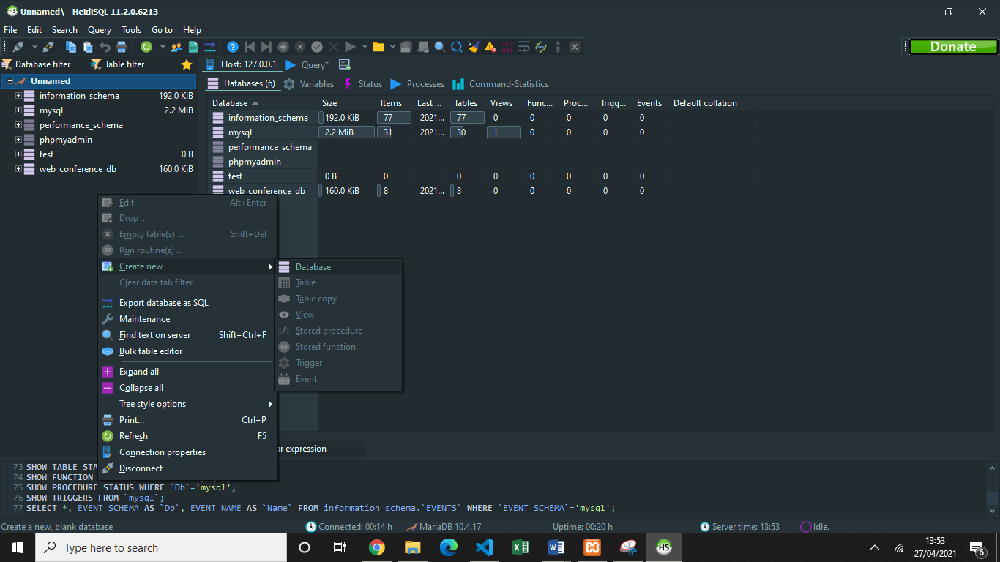 Unnamed\ - HeidiSQL 11.2.0.6213
File Edit Search Query Tools Go to Help
Donate
Database filter Table filter
Host: 127.0.0.1 Query*
Unnamed
information_schema 192.0 KiB
mysql 2.2 MiB
performance_schema
phpmyadmin
test 0 B
web_conference_db 160.0 KiB
Databases (6) Variables Status Processes Command-Statistics
Database Size Items Last ... Tables Views Func... Proc... Trigg... Events Default collation
information_schema 192.0 KiB 77 2021... 77 0 0 0 0 0
mysql 2.2 MiB 31 2021... 30 1 0 0 0 0
performance_schema
phpmyadmin
test 0 B 0 0 0 0 0 0 0
web_conference_db 160.0 KiB 8 2021... 8 0 0 0 0 0
Edit Alt+Enter
Drop ...
Empty table(s) ... Shift+Del
Run routine(s) ...
Create new
Clear data tab filter
Export database as SQL
Maintenance
Find text on server Shift+Ctrl+F
Bulk table editor
Expand all
Collapse all
Tree style options
Print... Ctrl+P
Refresh F5
Connection properties
Disconnect
Database
Table
Table copy
View
Stored procedure
Stored function
Trigger
Event
ar expression
73 SHOW TABLE STA
74 SHOW FUNCTION
75 SHOW PROCEDURE STATUS WHERE `Db`='mysql';
76 SHOW TRIGGERS FROM `mysql`;
77 SELECT *, EVENT_SCHEMA AS `Db`, EVENT_NAME AS `Name` FROM information_schema.`EVENTS` WHERE `EVENT_SCHEMA`='mysql';
Create a new, blank database Connected: 00:14 h MariaDB 10.4.17 Uptime: 00:20 h Server time: 13:53 Idle.
Type here to search
HS
13:53
27/04/2021
6